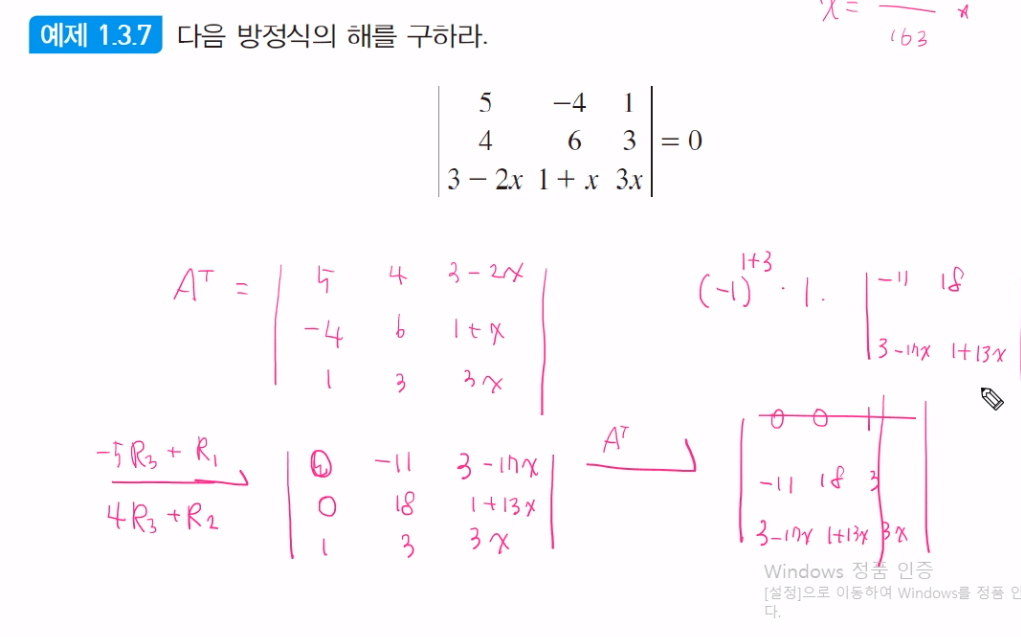 x = 163 x
예제 1.3.7 다음 방정식의 해를 구하라.
5 −4 1
4 6 3 = 0
3 − 2x 1 + x 3x
A^T = 5 4 3 − 2x
−4 6 1 + x
1 3 3x
(−1)^{1+3} · 1 · −11 18
3−17x 1+13x
−5R₃ + R₁
4R₃ + R₂
0 −11 3−17x
0 18 1+13x
1 3 3x
A^T
0 0 1
−11 18 3
3−17x 1+13x 3x
Windows 정품 인증
[설정]으로 이동하여 Windows를 정품 인
다.